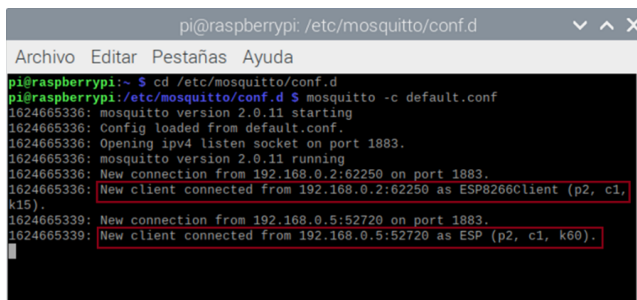 pi@raspberrypi: /etc/mosquitto/conf.d
Archivo Editar Pestañas Ayuda
pi@raspberrypi:~ $ cd /etc/mosquitto/conf.d
pi@raspberrypi:/etc/mosquitto/conf.d $ mosquitto -c default.conf
1624665336: mosquitto version 2.0.11 starting
1624665336: Config loaded from default.conf.
1624665336: Opening ipv4 listen socket on port 1883.
1624665336: mosquitto version 2.0.11 running
1624665336: New connection from 192.168.0.2:62250 on port 1883.
1624665336: New client connected from 192.168.0.2:62250 as ESP8266Client (p2, c1,
k15).
1624665339: New connection from 192.168.0.5:52720 on port 1883.
1624665339: New client connected from 192.168.0.5:52720 as ESP (p2, c1, k60).